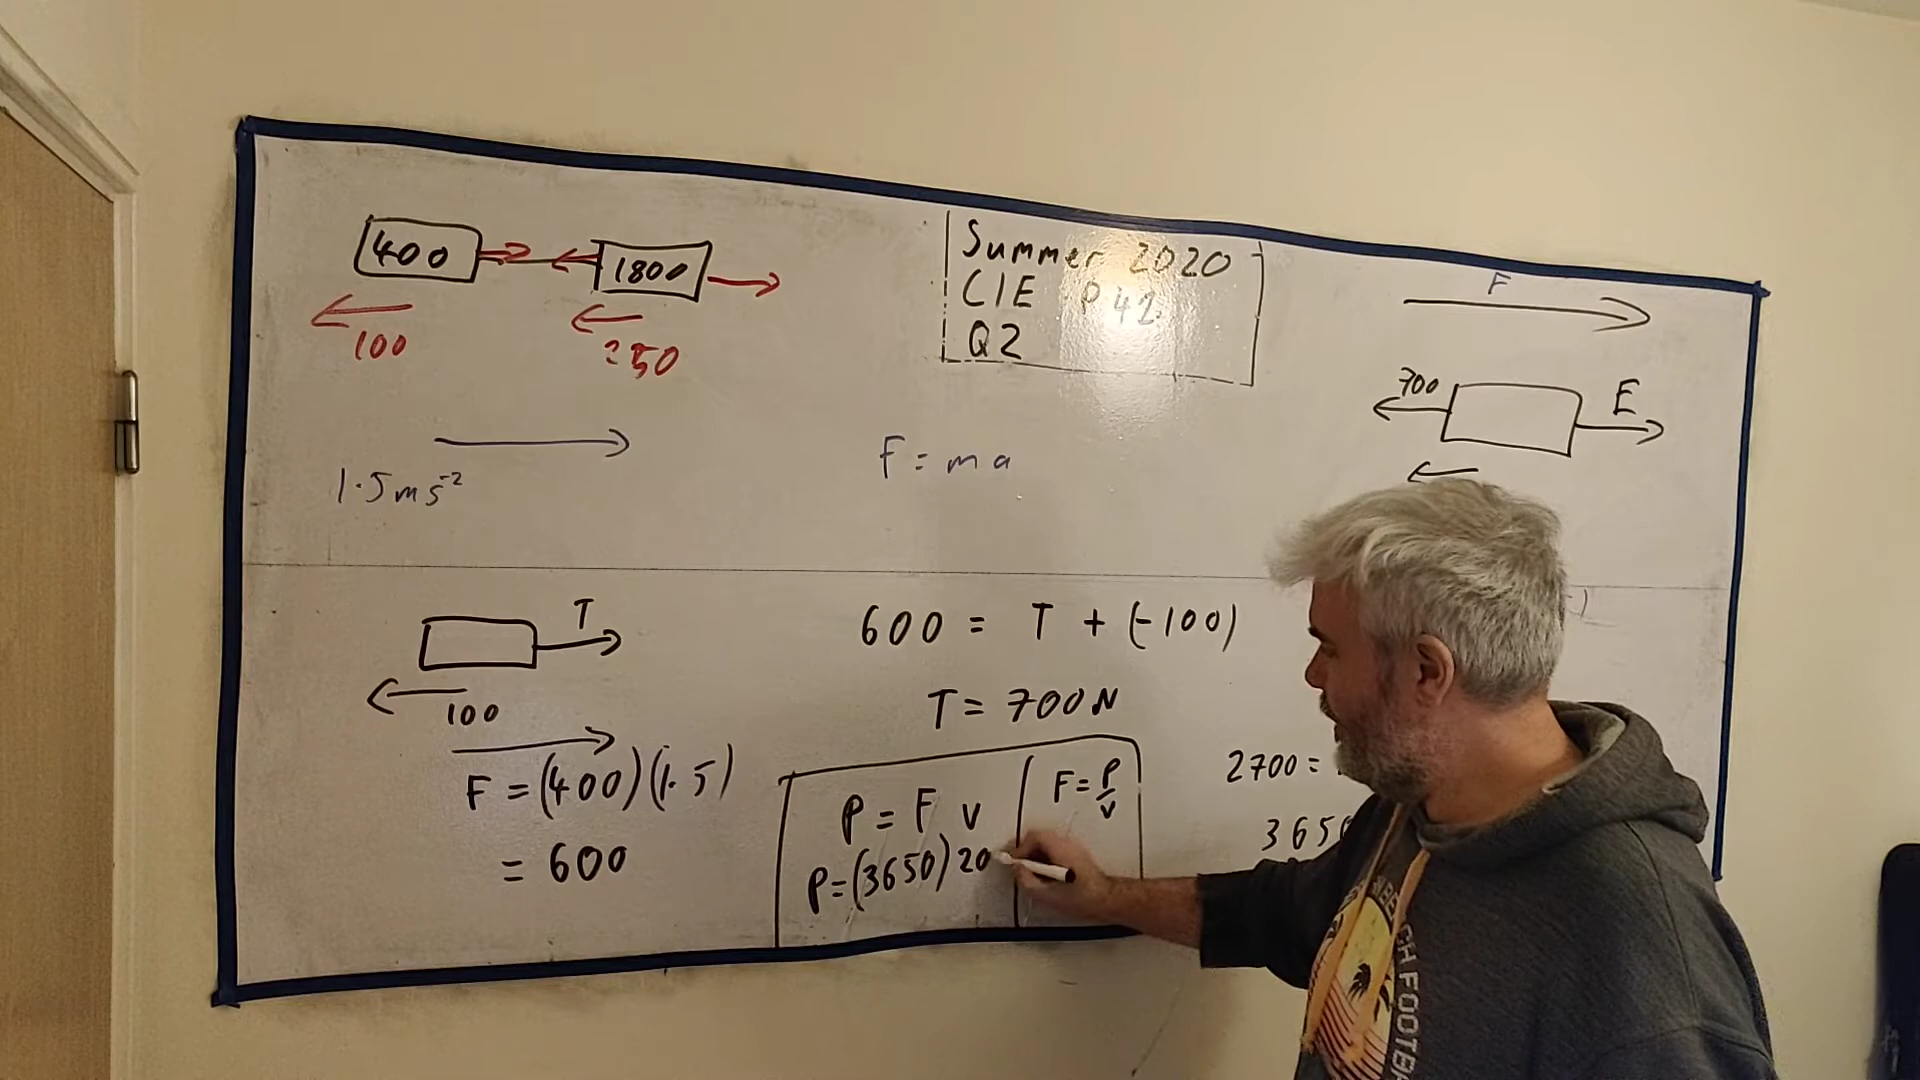 400
1800
100
250
1.5ms⁻²
Summer 2020
CIE P42
Q2
F = ma
F
700
E
T
100
F = (400)(1.5)
= 600
600 = T + (-100)
T = 700N
P = F v
P = (3650) 20
F = P/v
2700 =
3650